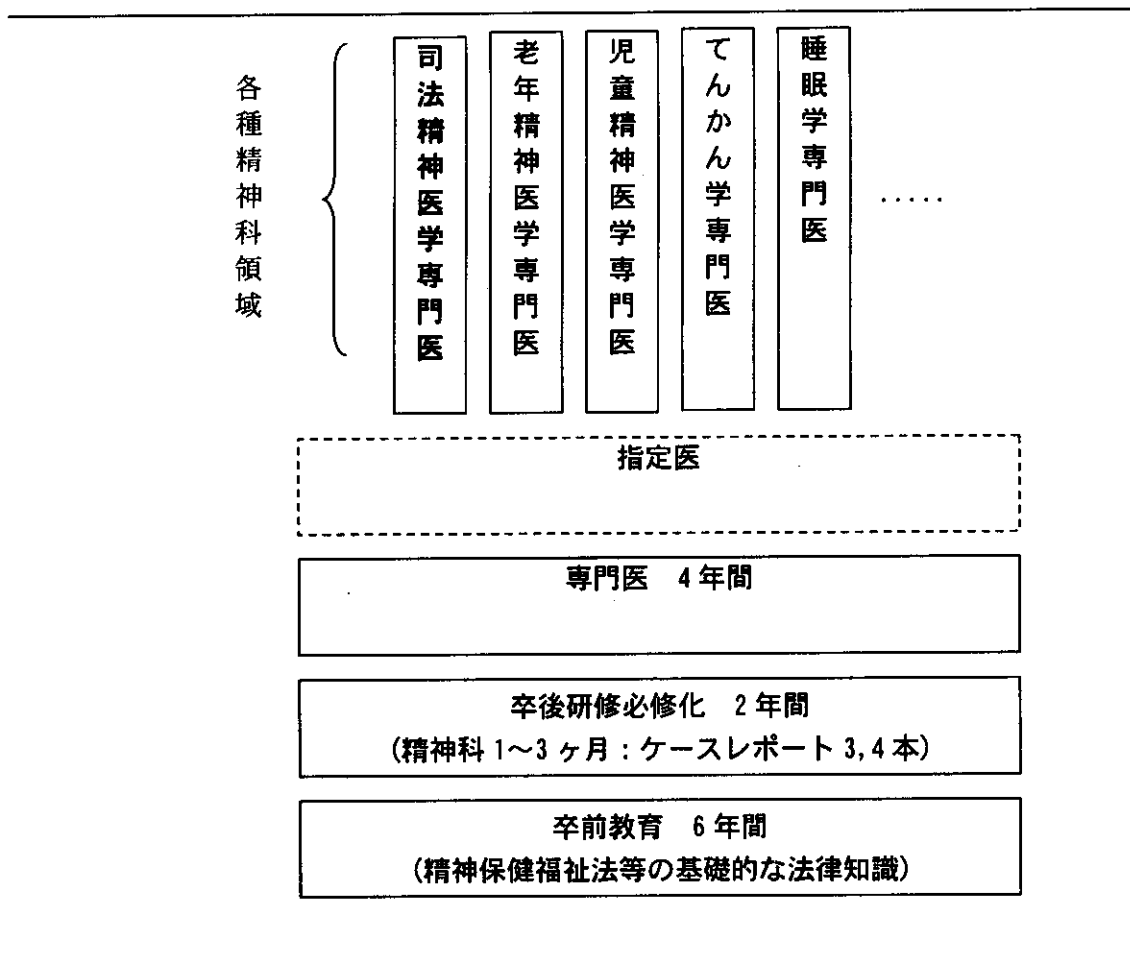 各種精神科領域
司法精神医学専門医
老年精神医学専門医
児童精神医学専門医
てんかん学専門医
睡眠学専門医
.....
指定医
専門医 4年間
卒後研修必修化 2年間
(精神科1～3ヶ月：ケースレポート3,4本)
卒前教育 6年間
(精神保健福祉法等の基礎的な法律知識)